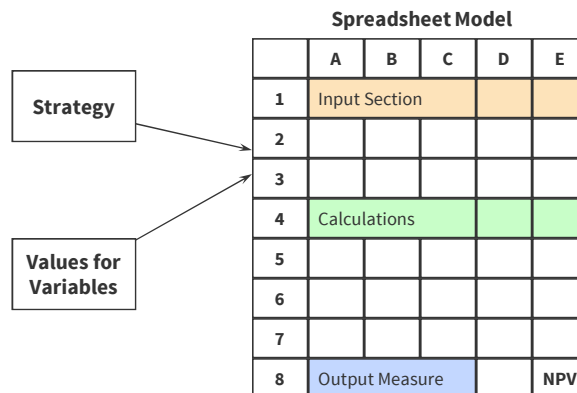 Spreadsheet Model
A B C D E
1 Input Section
Strategy
2
3
4 Calculations
Values for
Variables
5
6
7
8 Output Measure NPV